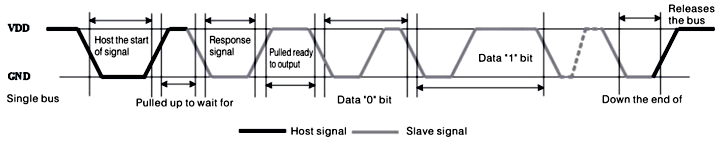 Releases
the bus
VDD
Host the start
of signal
Response
signal
Pulled ready
to output
Data "1" bit
GND
Single bus
Pulled up to wait for
Data "0" bit
Down the end of
Host signal
Slave signal